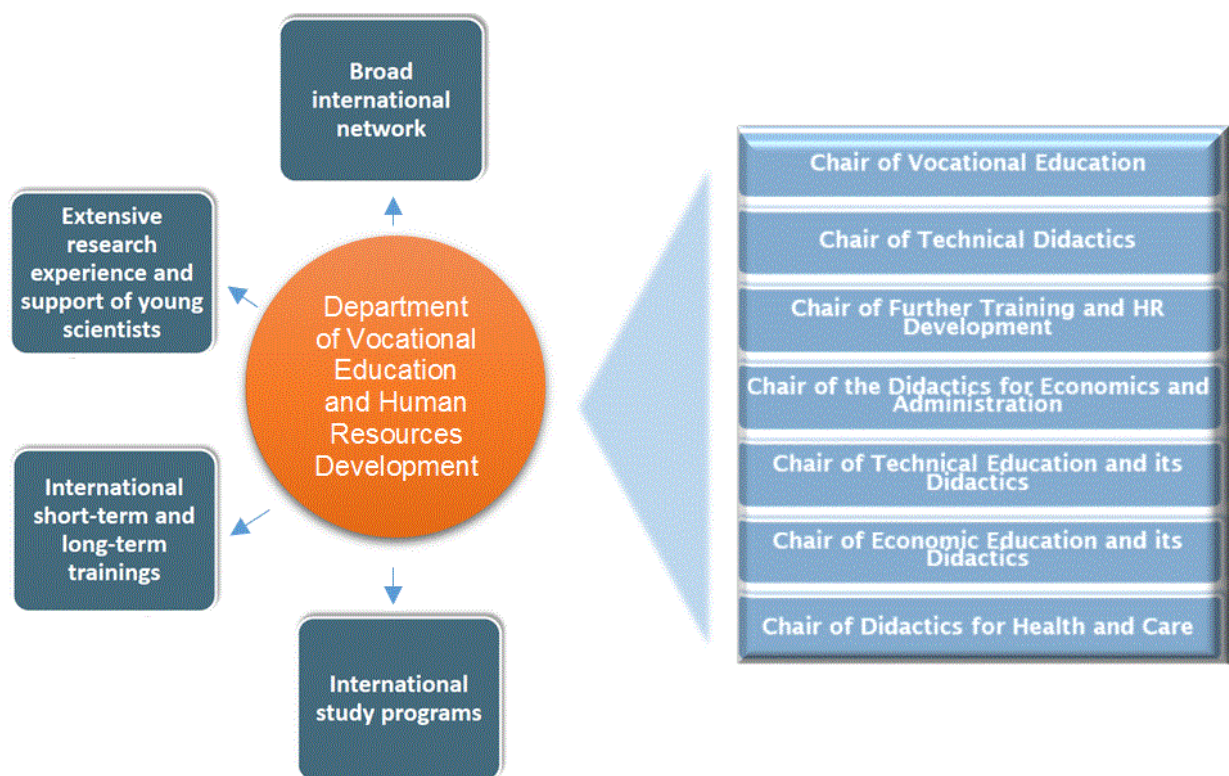 Broad
international
network
Extensive
research
experience and
support of young
scientists
Department
of Vocational
Education
and Human
Resources
Development
International
short-term and
long-term
trainings
International
study programs
Chair of Vocational Education
Chair of Technical Didactics
Chair of Further Training and HR
Development
Chair of the Didactics for Economics and
Administration
Chair of Technical Education and its
Didactics
Chair of Economic Education and its
Didactics
Chair of Didactics for Health and Care